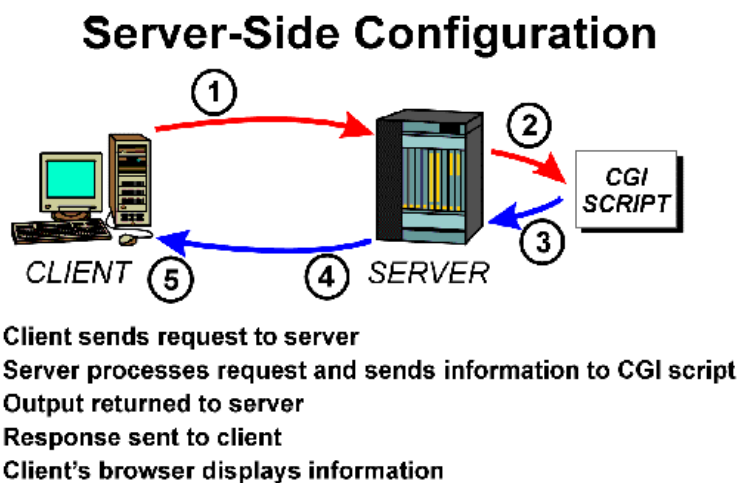 Server-Side Configuration
1
2
CGI
SCRIPT
3
CLIENT
5
4
SERVER
Client sends request to server
Server processes request and sends information to CGI script
Output returned to server
Response sent to client
Client's browser displays information